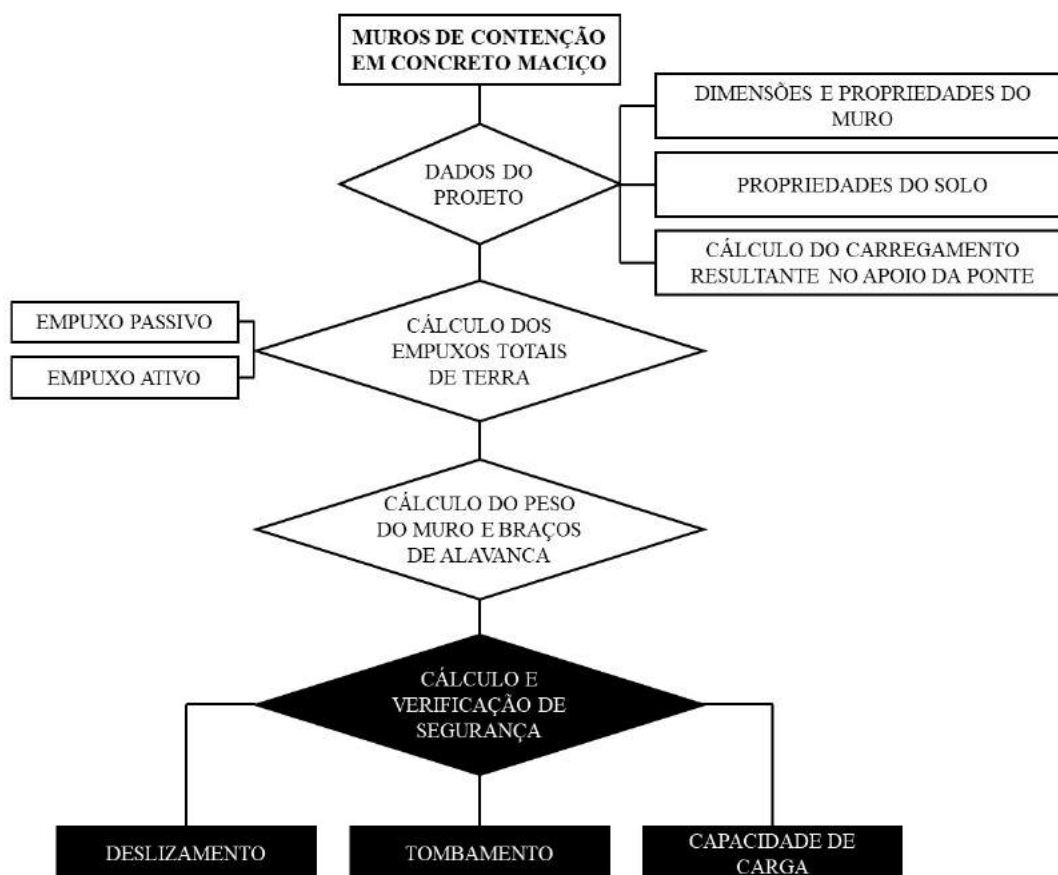 MUROS DE CONTENÇÃO
EM CONCRETO MACIÇO
DADOS DO
PROJETO
DIMENSÕES E PROPRIEDADES DO
MURO
PROPRIEDADES DO SOLO
CÁLCULO DO CARREGAMENTO
RESULTANTE NO APOIO DA PONTE
EMPUXO PASSIVO
EMPUXO ATIVO
CÁLCULO DOS
EMPUXOS TOTAIS
DE TERRA
CÁLCULO DO PESO
DO MURO E BRAÇOS
DE ALAVANCA
CÁLCULO E
VERIFICAÇÃO DE
SEGURANÇA
DESLIZAMENTO
TOMBAMENTO
CAPACIDADE DE
CARGA